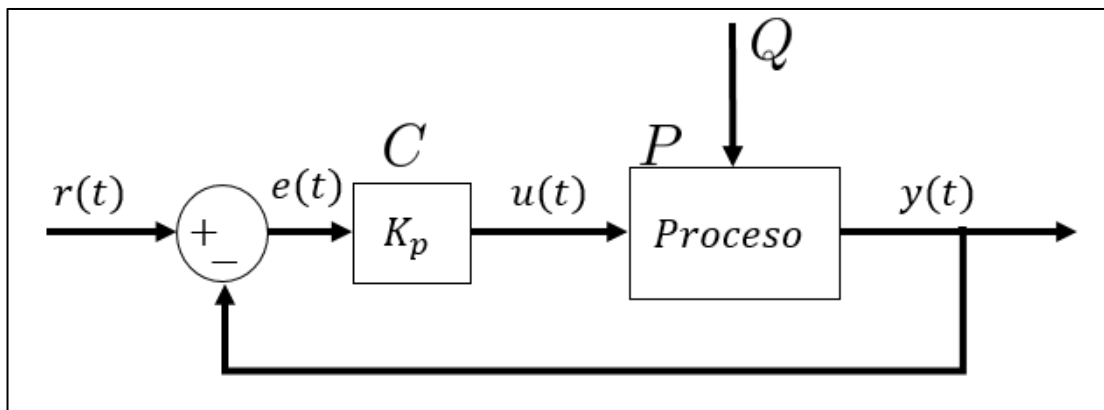 Q
C
P
r(t)
e(t)
u(t)
y(t)
+
−
K_p
Proceso